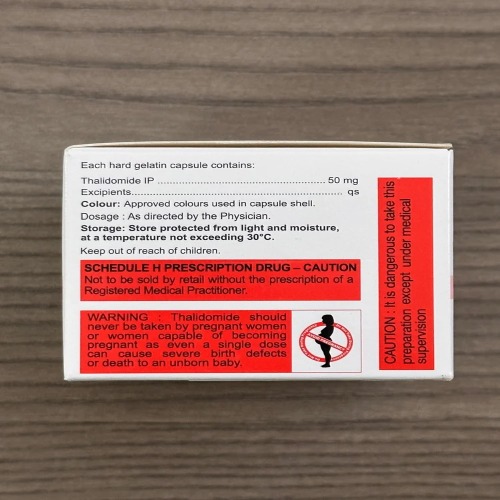 Each hard gelatin capsule contains:
Thalidomide IP ........................................................ 50 mg
Excipients....................................................................... qs
Colour: Approved colours used in capsule shell.
Dosage : As directed by the Physician.
Storage: Store protected from light and moisture,
at a temperature not exceeding 30°C.
Keep out of reach of children.
SCHEDULE H PRESCRIPTION DRUG – CAUTION
Not to be sold by retail without the prescription of a
Registered Medical Practitioner.
WARNING : Thalidomide should
never be taken by pregnant women
or women capable of becoming
pregnant as even a single dose
can cause severe birth defects
or death to an unborn baby.
CAUTION : It is dangerous to take this
preparation except under medical
supervision